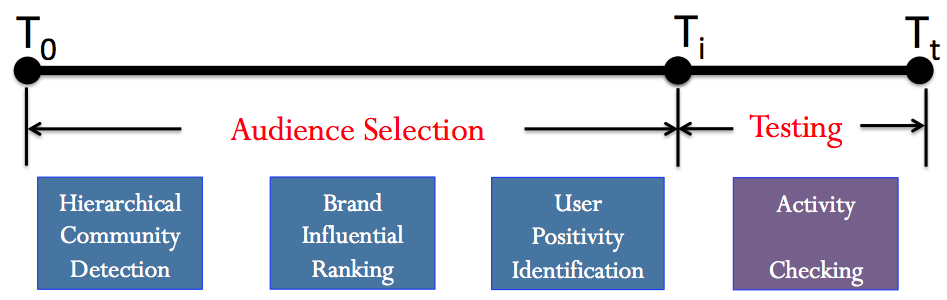 T0 Ti Tt
Audience Selection Testing
Hierarchical
Community
Detection
Brand
Influential
Ranking
User
Positivity
Identification
Activity
Checking